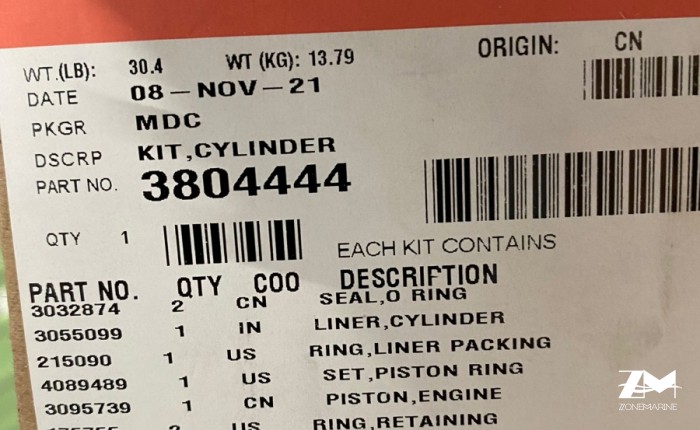 WT.(LB): 30.4 WT (KG): 13.79 ORIGIN: CN
DATE 08-NOV-21
PKGR MDC
DSCRP KIT,CYLINDER
PART NO. 3804444
QTY 1
EACH KIT CONTAINS
PART NO. QTY COO DESCRIPTION
3032874 2 CN SEAL,O RING
3055099 1 IN LINER,CYLINDER
215090 1 US RING,LINER PACKING
4089489 1 US SET,PISTON RING
3095739 1 CN PISTON,ENGINE
2 US RING,RETAINING
ZM
ZONEMARINE